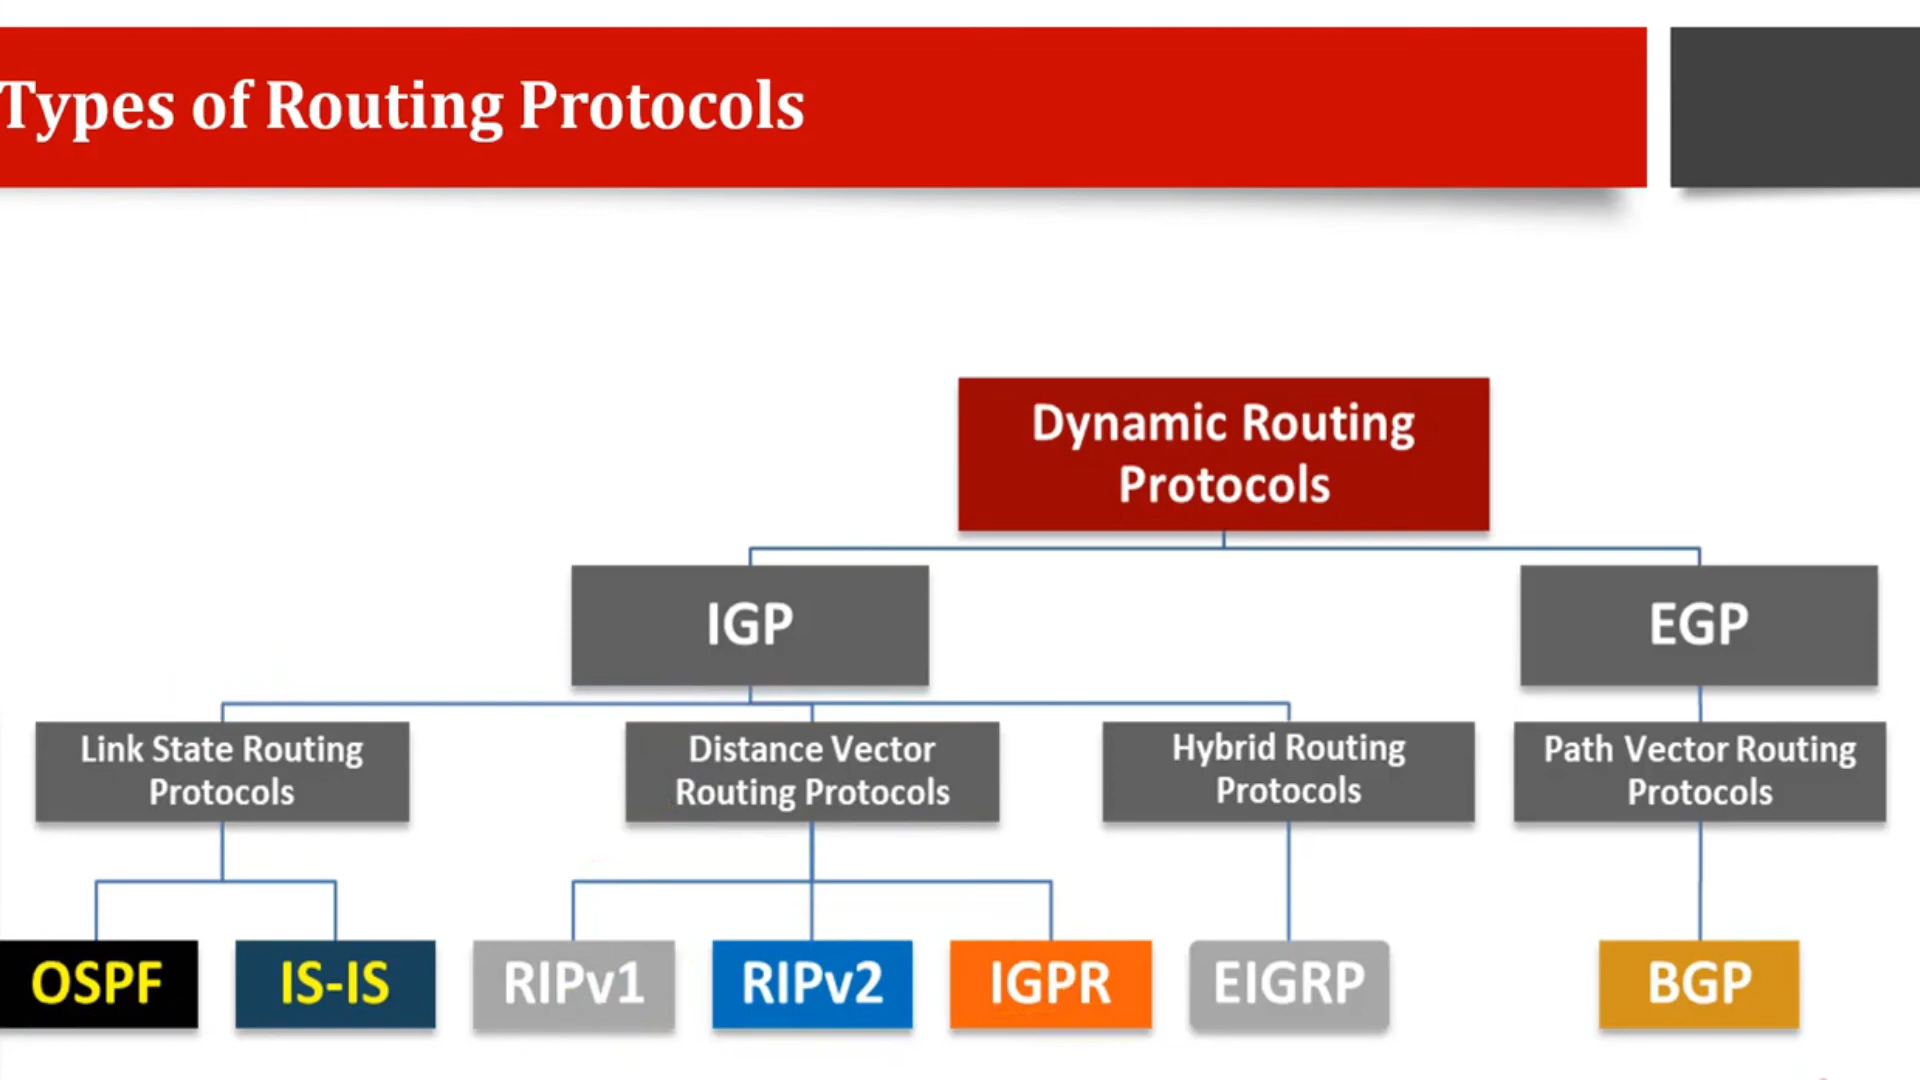 Types of Routing Protocols
Dynamic Routing
Protocols
IGP
EGP
Link State Routing
Protocols
Distance Vector
Routing Protocols
Hybrid Routing
Protocols
Path Vector Routing
Protocols
OSPF
IS-IS
RIPv1
RIPv2
IGPR
EIGRP
BGP